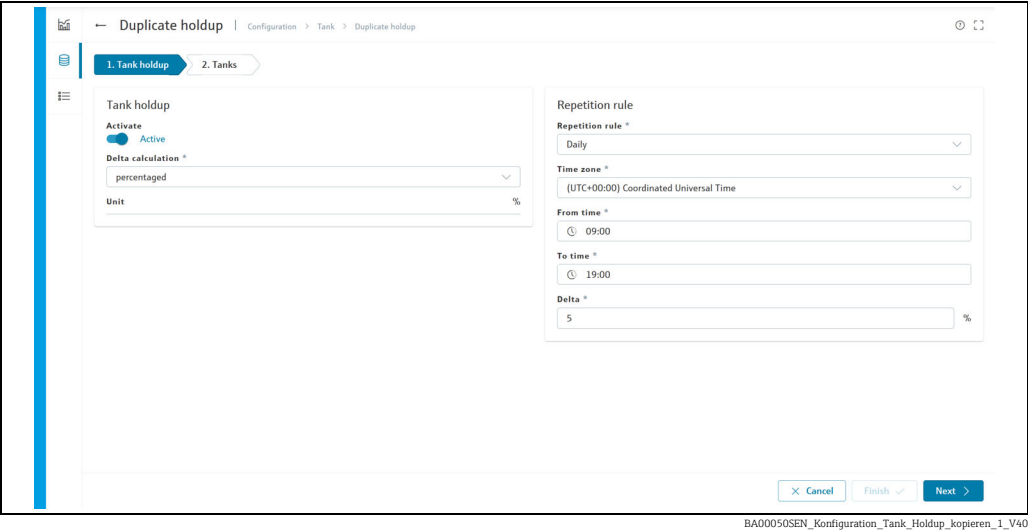 Duplicate holdup | Configuration > Tank > Duplicate holdup
1. Tank holdup
2. Tanks
Tank holdup
Activate
Active
Delta calculation *
percentaged
Unit %
Repetition rule
Repetition rule *
Daily
Time zone *
(UTC+00:00) Coordinated Universal Time
From time *
09:00
To time *
19:00
Delta *
5 %
Cancel
Finish
Next
BA00050SEN_Konfiguration_Tank_Holdup_kopieren_1_V40